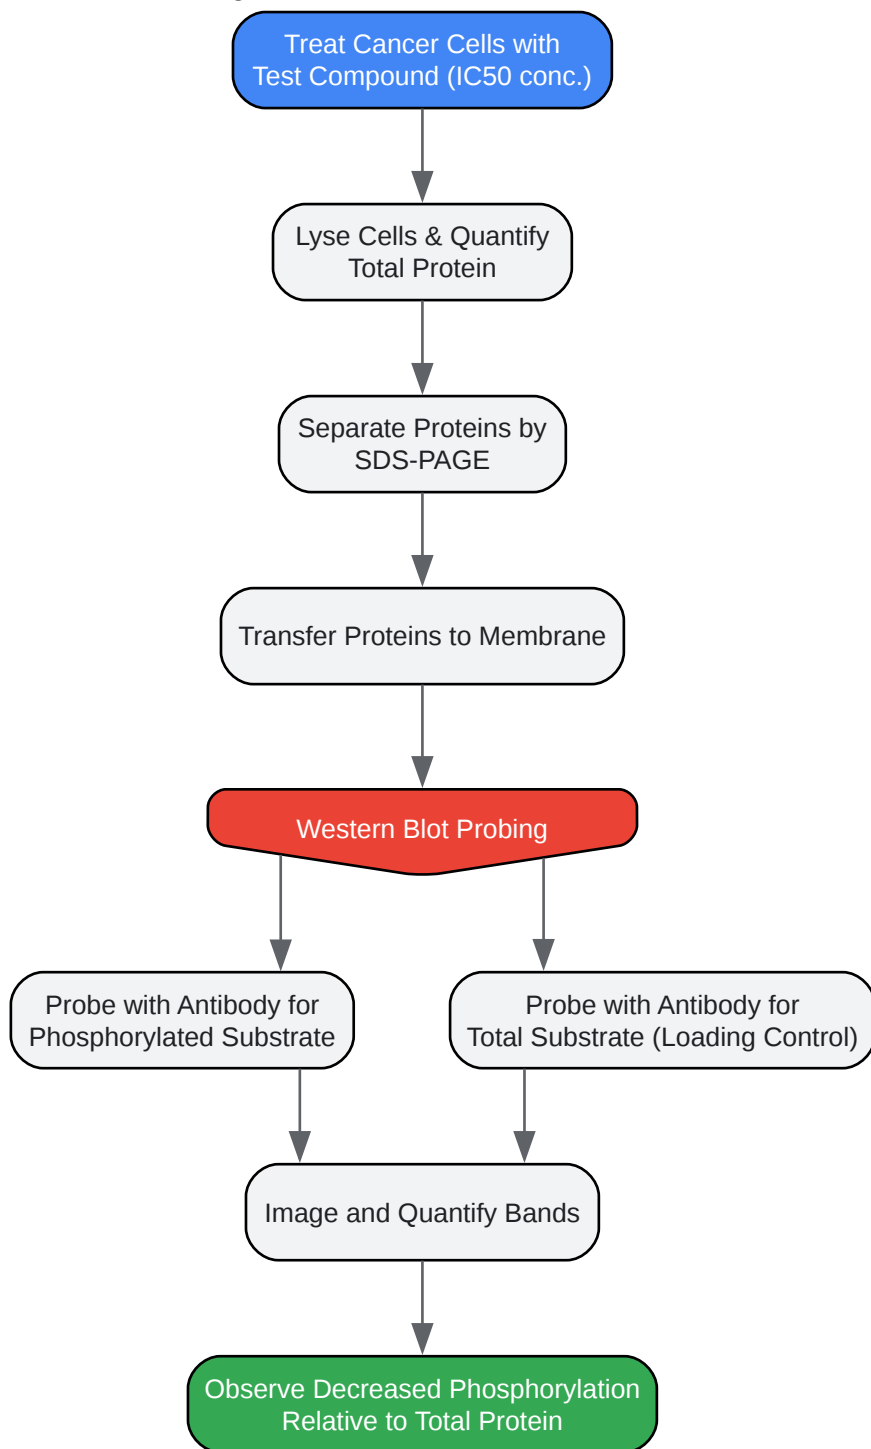 Treat Cancer Cells with
Test Compound (IC50 conc.)
Lyse Cells & Quantify
Total Protein
Separate Proteins by
SDS-PAGE
Transfer Proteins to Membrane
Western Blot Probing
Probe with Antibody for
Phosphorylated Substrate
Probe with Antibody for
Total Substrate (Loading Control)
Image and Quantify Bands
Observe Decreased Phosphorylation
Relative to Total Protein